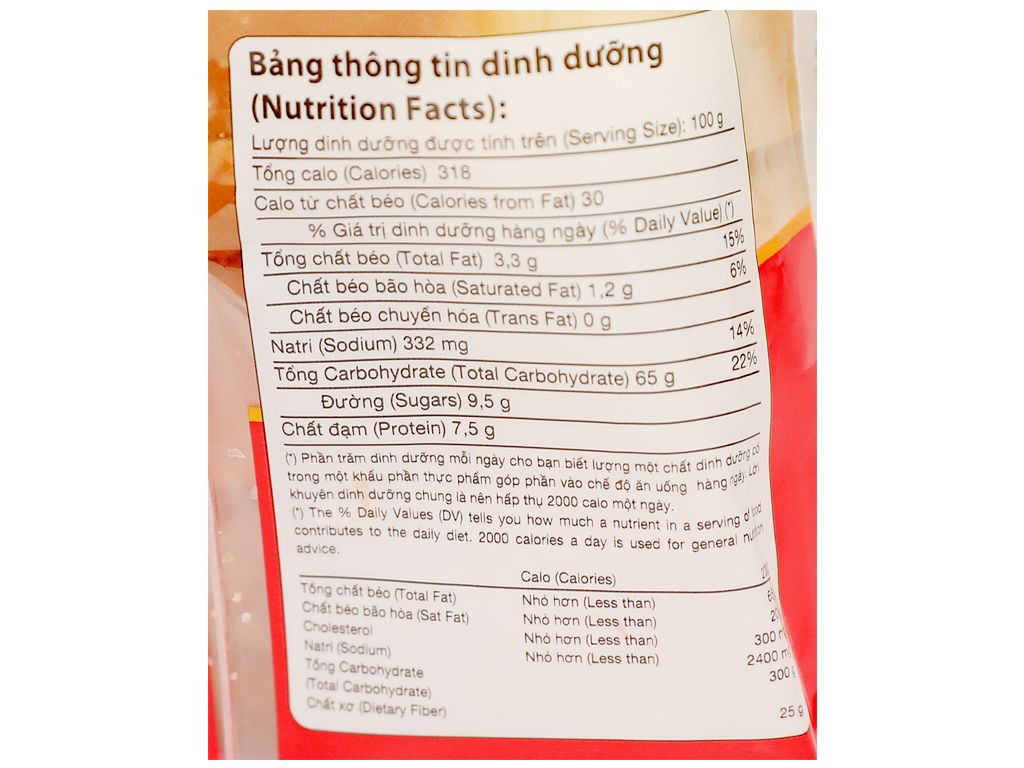 Bảng thông tin dinh dưỡng
(Nutrition Facts):
Lượng dinh dưỡng được tính trên (Serving Size): 100 g
Tổng calo (Calories) 318
Calo từ chất béo (Calories from Fat) 30
% Giá trị dinh dưỡng hàng ngày (% Daily Value) (*)
Tổng chất béo (Total Fat) 3,3 g 15%
Chất béo bão hòa (Saturated Fat) 1,2 g 6%
Chất béo chuyển hóa (Trans Fat) 0 g
Natri (Sodium) 332 mg 14%
Tổng Carbohydrate (Total Carbohydrate) 65 g 22%
Đường (Sugars) 9,5 g
Chất đạm (Protein) 7,5 g
(*) Phần trăm dinh dưỡng mỗi ngày cho bạn biết lượng một chất dinh dưỡng có
trong một khẩu phần thực phẩm góp phần vào chế độ ăn uống hàng ngày. Lời
khuyên dinh dưỡng chung là nên hấp thụ 2000 calo một ngày.
(*) The % Daily Values (DV) tells you how much a nutrient in a serving of food
contributes to the daily diet. 2000 calories a day is used for general
advice.
Calo (Calories)
Tổng chất béo (Total Fat) Nhỏ hơn (Less than)
Chất béo bão hòa (Sat Fat) Nhỏ hơn (Less than)
Cholesterol Nhỏ hơn (Less than) 300
Natri (Sodium) Nhỏ hơn (Less than) 2400
Tổng Carbohydrate 300
(Total Carbohydrate)
Chất xơ (Dietary Fiber) 25 g